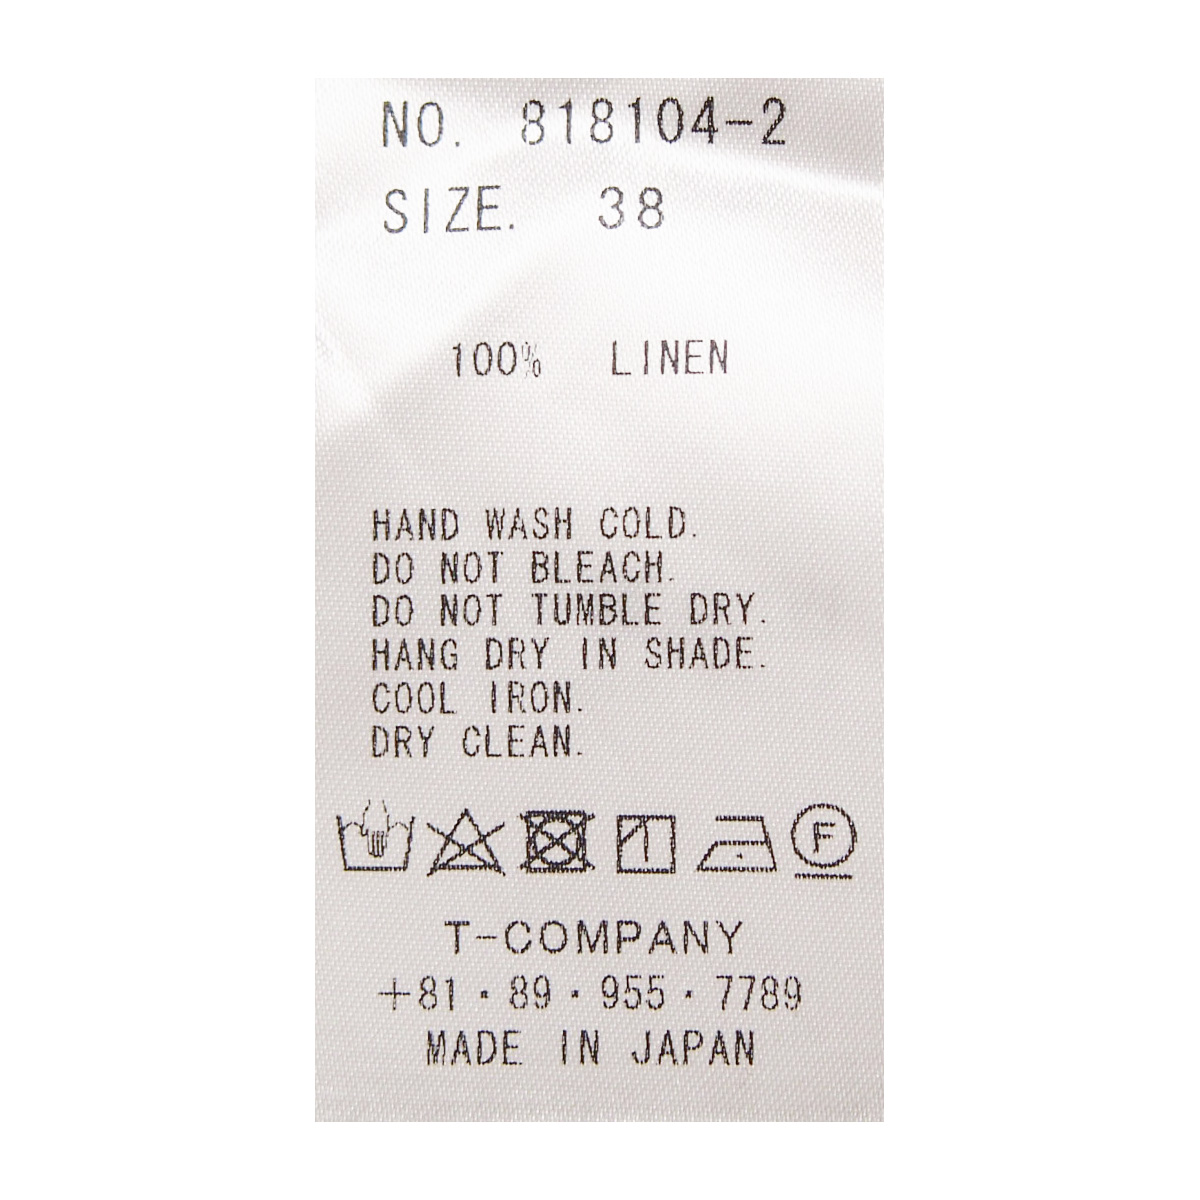 NO. 818104-2
SIZE. 38
100% LINEN
HAND WASH COLD.
DO NOT BLEACH.
DO NOT TUMBLE DRY.
HANG DRY IN SHADE.
COOL IRON.
DRY CLEAN.
F
T-COMPANY
+81・89・955・7789
MADE IN JAPAN